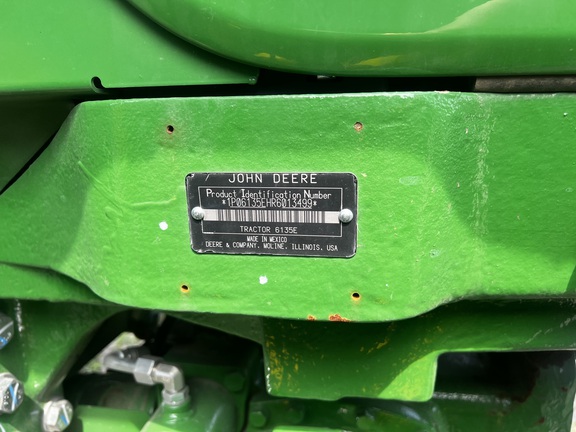 JOHN DEERE
Product Identification Number
*1P06135EHR6013499*
TRACTOR 6135E
MADE IN MEXICO
DEERE & COMPANY, MOLINE, ILLINOIS, USA